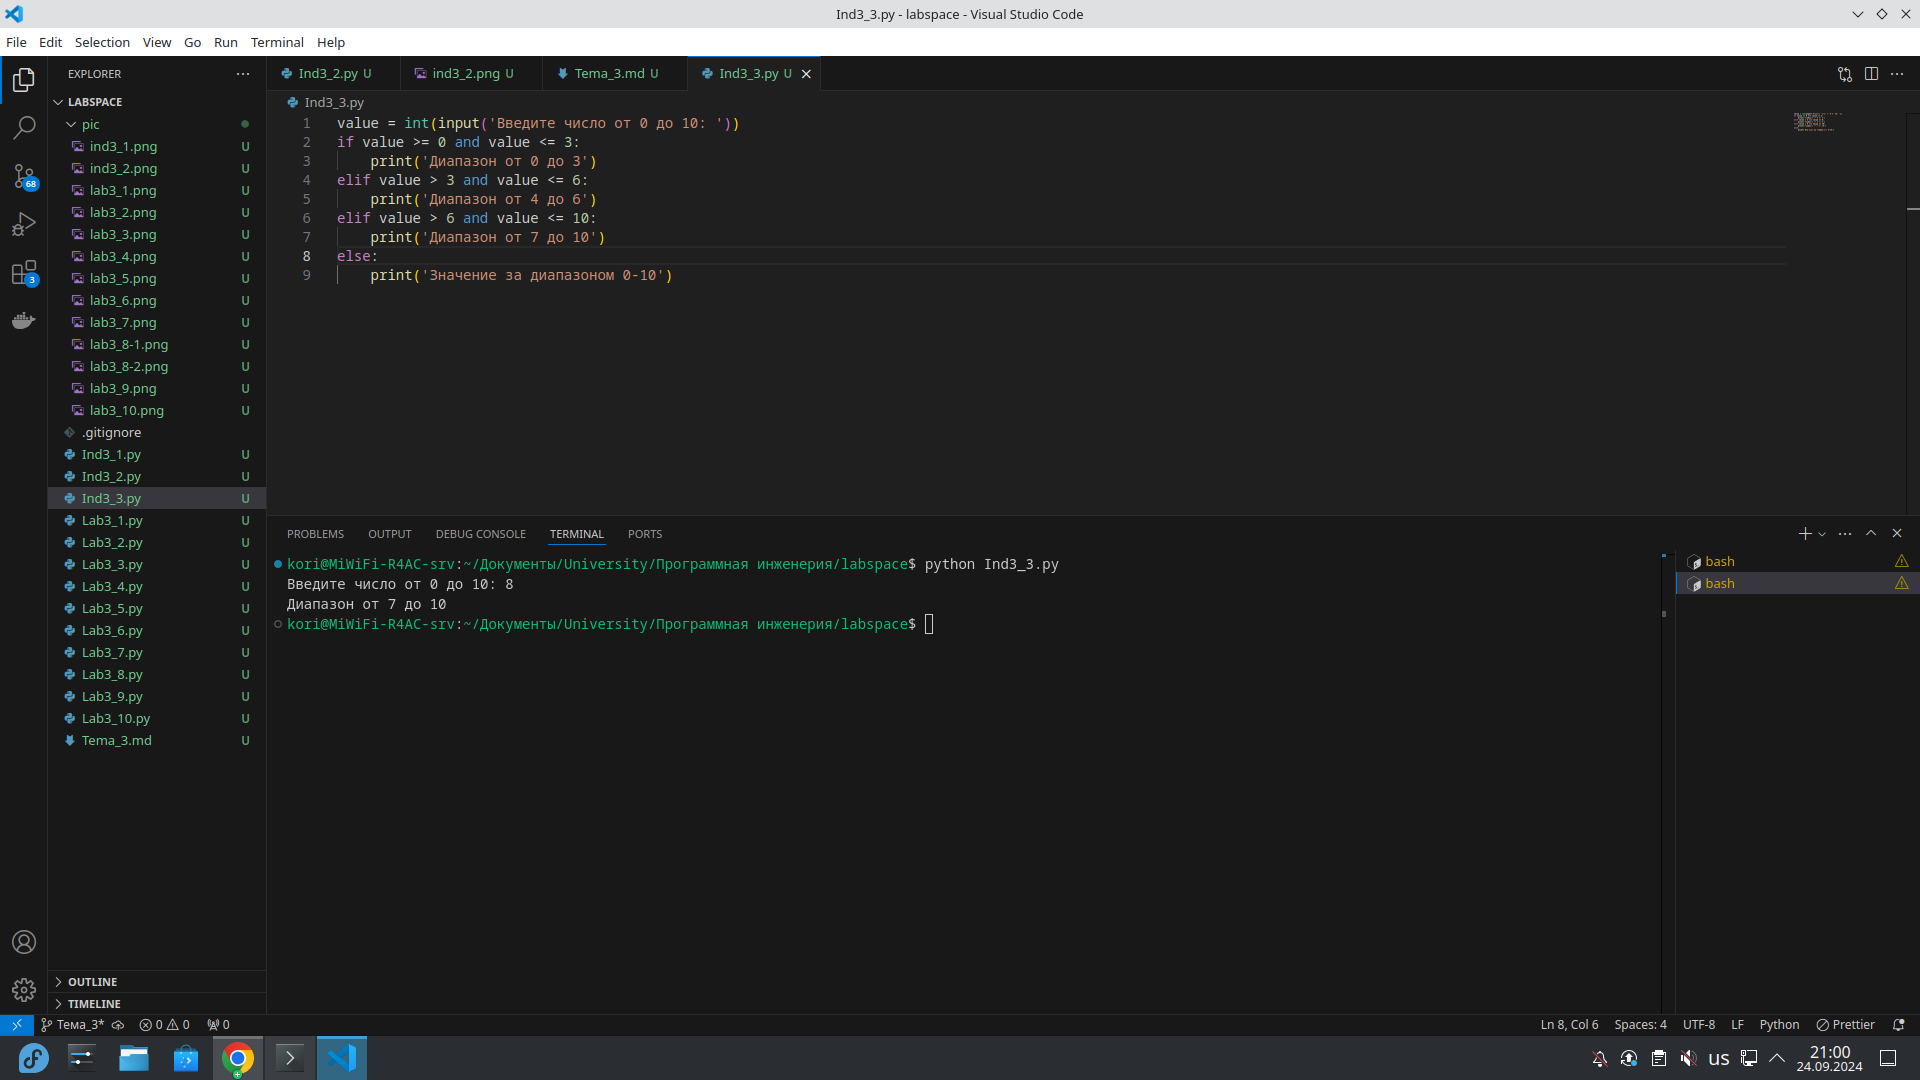 Ind3_3.py - labspace - Visual Studio Code
File Edit Selection View Go Run Terminal Help
EXPLORER
LABSPACE
pic
ind3_1.png U
ind3_2.png U
lab3_1.png U
lab3_2.png U
lab3_3.png U
lab3_4.png U
lab3_5.png U
lab3_6.png U
lab3_7.png U
lab3_8-1.png U
lab3_8-2.png U
lab3_9.png U
lab3_10.png U
.gitignore
Ind3_1.py U
Ind3_2.py U
Ind3_3.py U
Lab3_1.py U
Lab3_2.py U
Lab3_3.py U
Lab3_4.py U
Lab3_5.py U
Lab3_6.py U
Lab3_7.py U
Lab3_8.py U
Lab3_9.py U
Lab3_10.py U
Tema_3.md U
OUTLINE
TIMELINE
68
3
Ind3_2.py U ind3_2.png U Tema_3.md U Ind3_3.py U
Ind3_3.py
1 value = int(input('Введите число от 0 до 10: '))
2 if value >= 0 and value <= 3:
3 print('Диапазон от 0 до 3')
4 elif value > 3 and value <= 6:
5 print('Диапазон от 4 до 6')
6 elif value > 6 and value <= 10:
7 print('Диапазон от 7 до 10')
8 else:
9 print('Значение за диапазоном 0-10')
PROBLEMS OUTPUT DEBUG CONSOLE TERMINAL PORTS
kori@MiWiFi-R4AC-srv:~/Документы/University/Программная инженерия/labspace$ python Ind3_3.py
Введите число от 0 до 10: 8
Диапазон от 7 до 10
kori@MiWiFi-R4AC-srv:~/Документы/University/Программная инженерия/labspace$
bash
bash
Тема_3* 0 0 0
Ln 8, Col 6 Spaces: 4 UTF-8 LF Python Prettier
us
21:00
24.09.2024